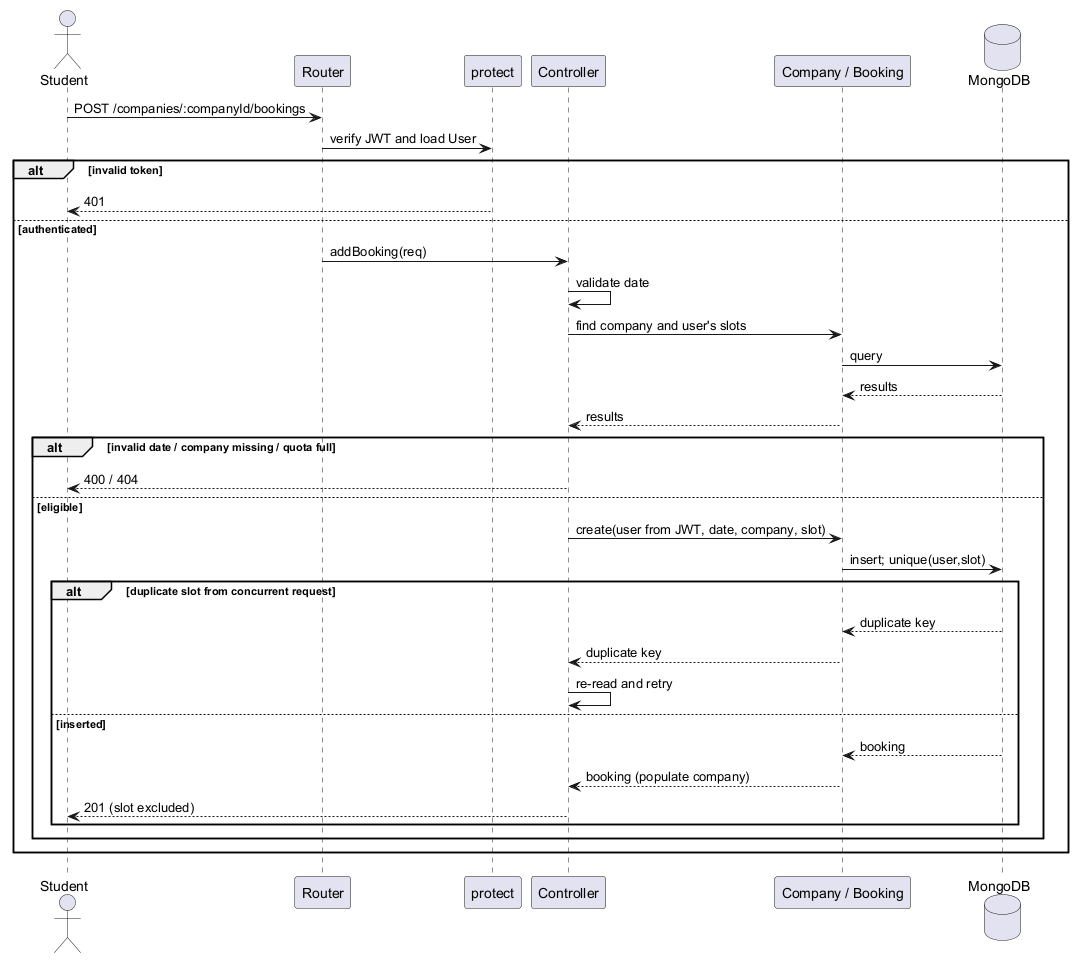 Student
Router
protect
Controller
Company / Booking
MongoDB
POST /companies/:companyId/bookings
verify JWT and load User
alt [invalid token]
401
[authenticated]
addBooking(req)
validate date
find company and user's slots
query
results
results
alt [invalid date / company missing / quota full]
400 / 404
[eligible]
create(user from JWT, date, company, slot)
insert; unique(user,slot)
alt [duplicate slot from concurrent request]
duplicate key
duplicate key
re-read and retry
[inserted]
booking
booking (populate company)
201 (slot excluded)
Student
Router
protect
Controller
Company / Booking
MongoDB